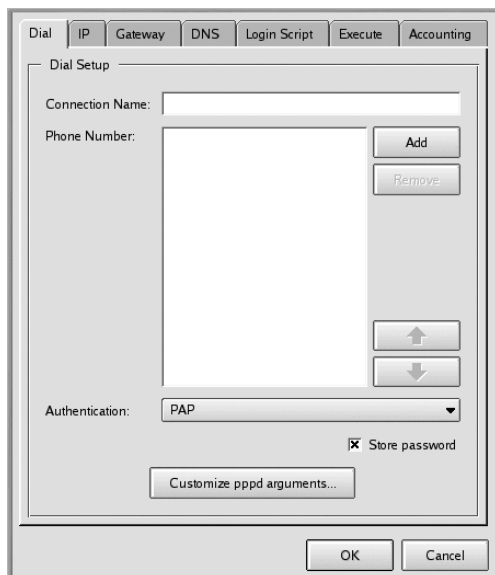 Dial IP Gateway DNS Login Script Execute Accounting
Dial Setup
Connection Name:
Phone Number:
Add
Remove
Authentication: PAP
Store password
Customize pppd arguments...
OK Cancel